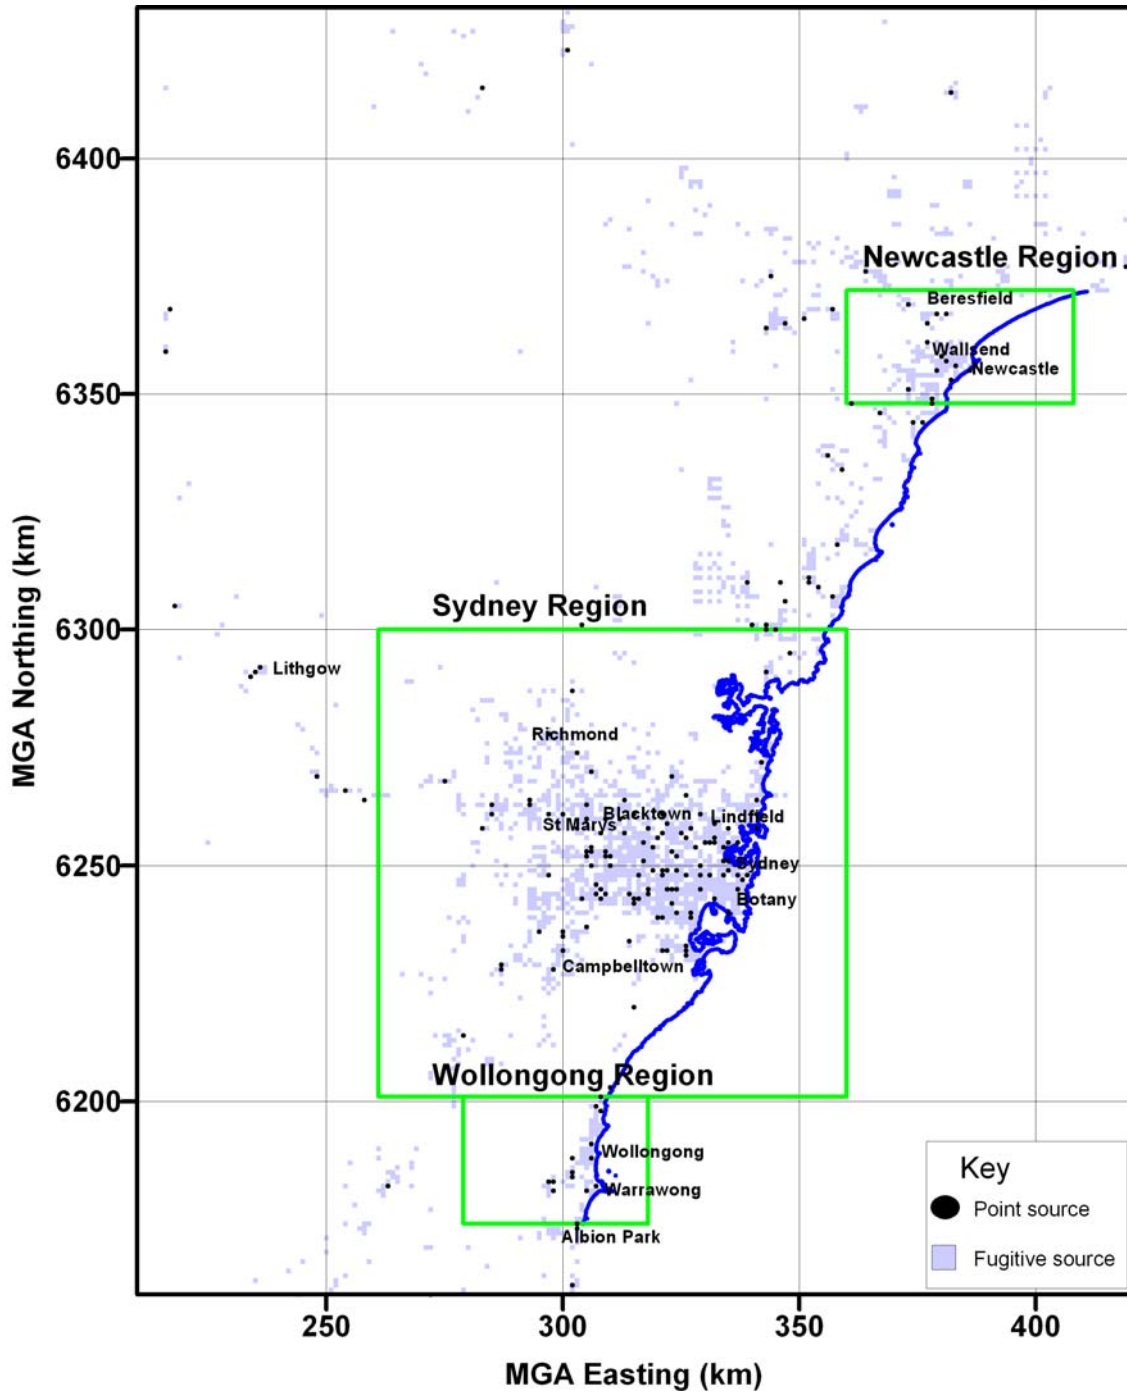 6400
Newcastle Region
Beresfield
Wallsend
Newcastle
6350
MGA Northing (km)
Sydney Region
6300
Lithgow
Richmond
Blacktown
Lindfield
St Marys
6250
Sydney
Botany
Campbelltown
Wollongong Region
6200
Wollongong
Warrawong
Albion Park
Key
Point source
Fugitive source
250
300
350
400
MGA Easting (km)